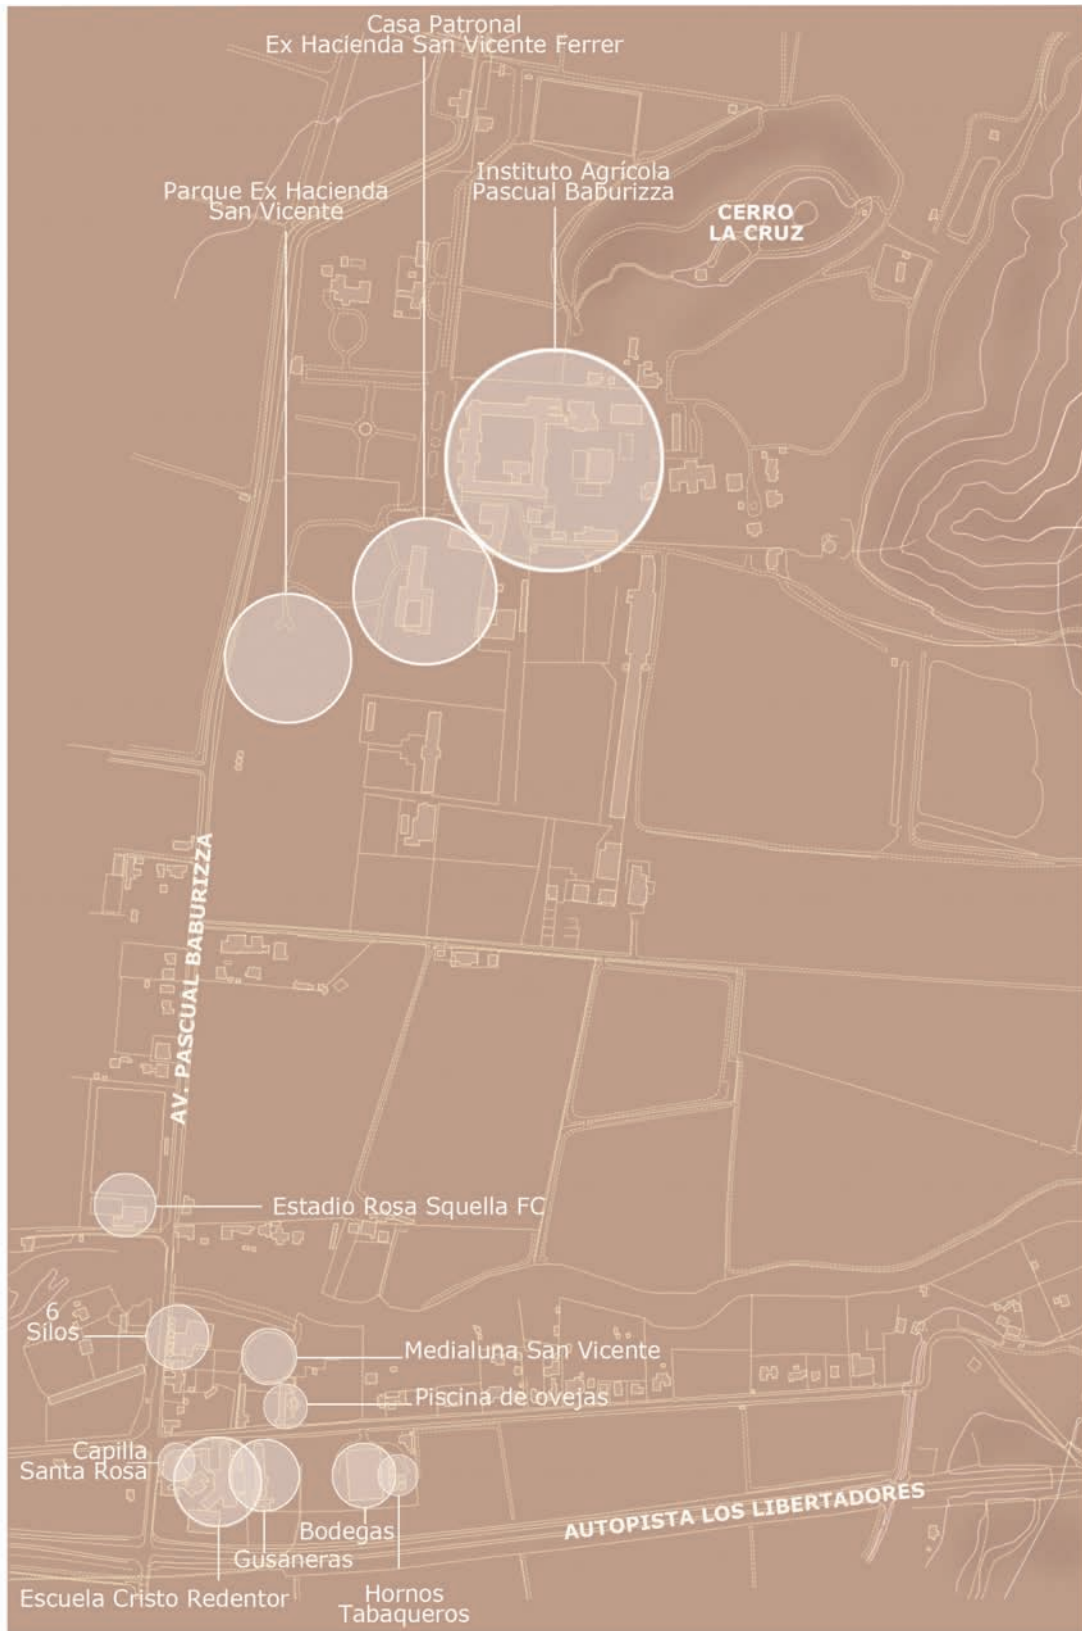 Casa Patronal
Ex Hacienda San Vicente Ferrer
Instituto Agrícola
Pascual Baburizza
Parque Ex Hacienda
San Vicente
CERRO
LA CRUZ
AV. PASCUAL BABURIZZA
Estadio Rosa Squella FC
6
Silos
Medialuna San Vicente
Piscina de ovejas
Capilla
Santa Rosa
AUTOPISTA LOS LIBERTADORES
Bodegas
Gusaneras
Escuela Cristo Redentor
Hornos
Tabaqueros